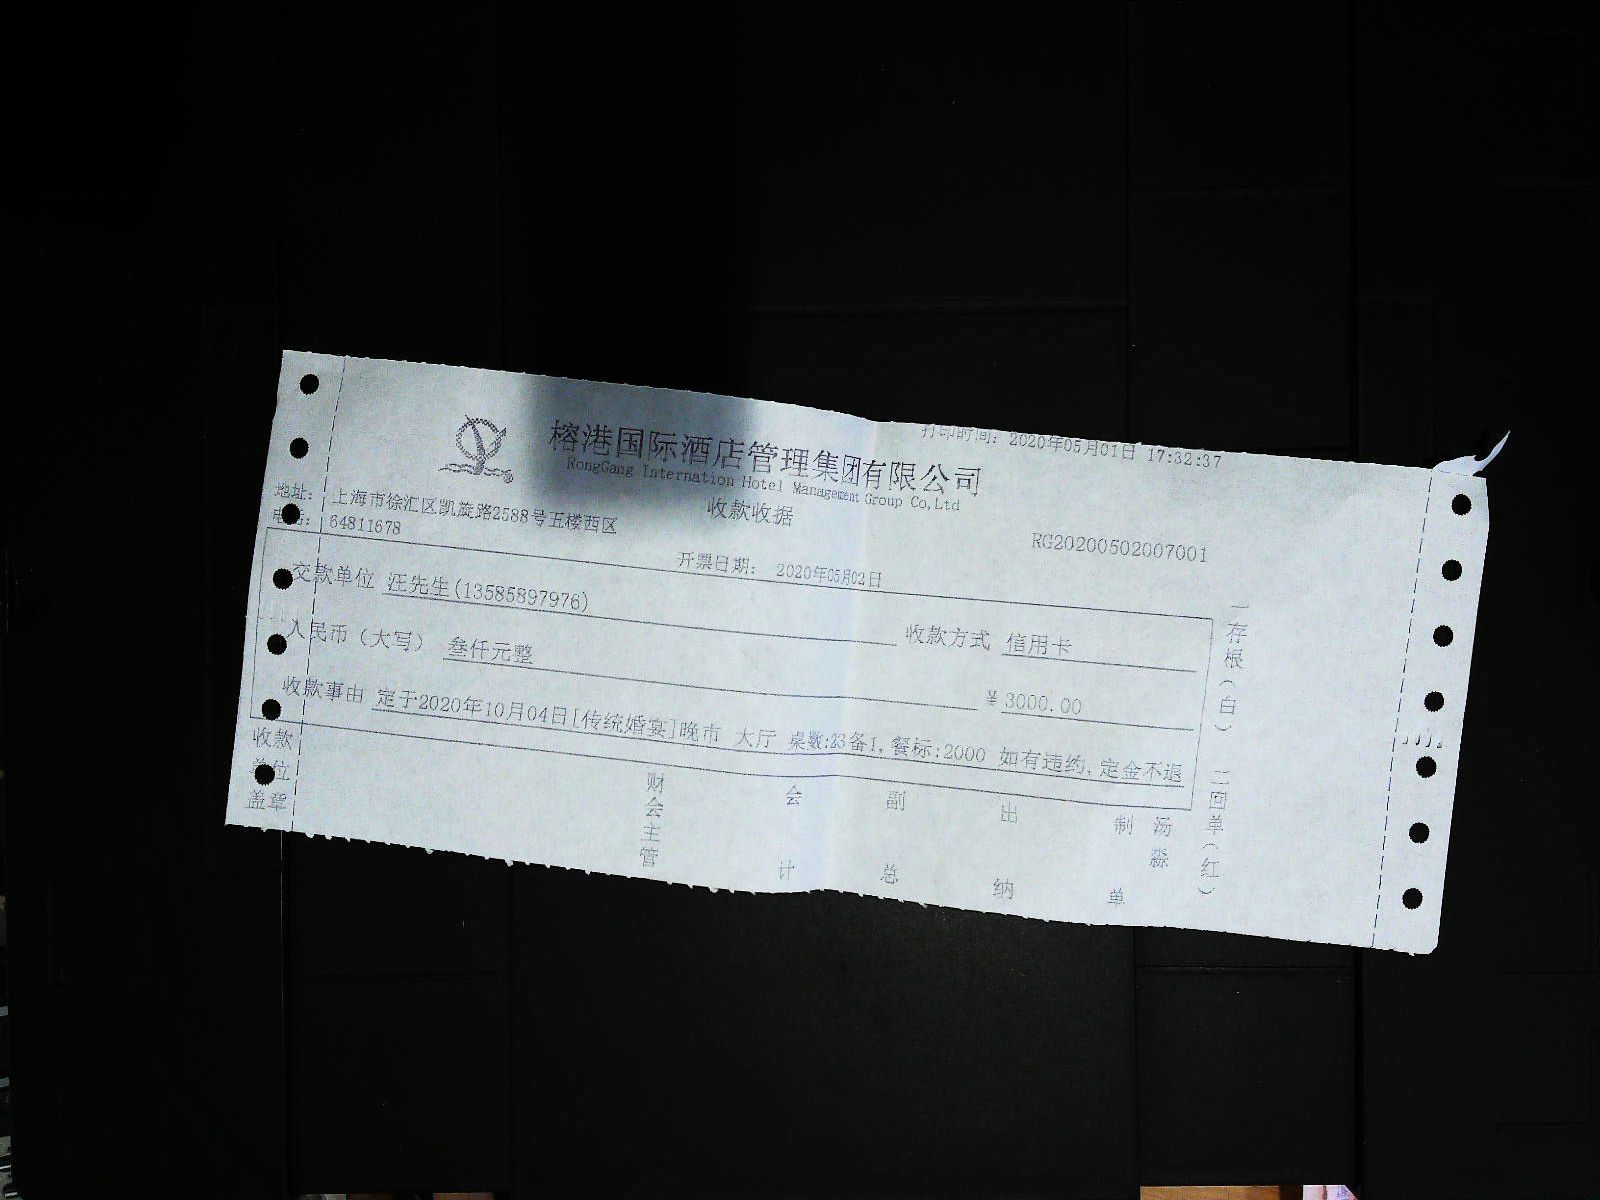 打印时间: 2020年05月01日 17:32:37
榕港国际酒店管理集团有限公司
RongGang Internation Hotel Management Group Co,Ltd
收款收据
地址: 上海市徐汇区凯旋路2588号五楼西区
电话: 64811678
RG20200502007001
开票日期: 2020年05月02日
交款单位 汪先生(13585897976)
收款方式 信用卡
人民币（大写） 叁仟元整
¥ 3000.00
收款事由 定于2020年10月04日[传统婚宴]晚市 大厅 桌数:23备1,餐标:2000 如有违约,定金不退
收款单位盖章
财会主管
会计
副总
出纳
制单
汤淼
一存根(白)
二回单(红)